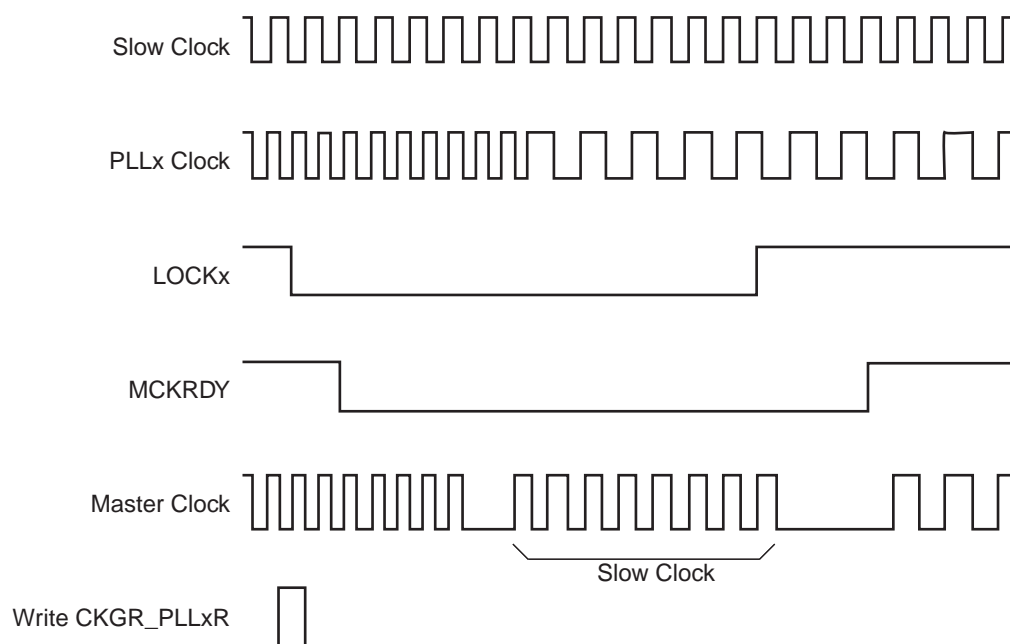 Slow Clock
PLLx Clock
LOCKx
MCKRDY
Master Clock
Slow Clock
Write CKGR_PLLxR